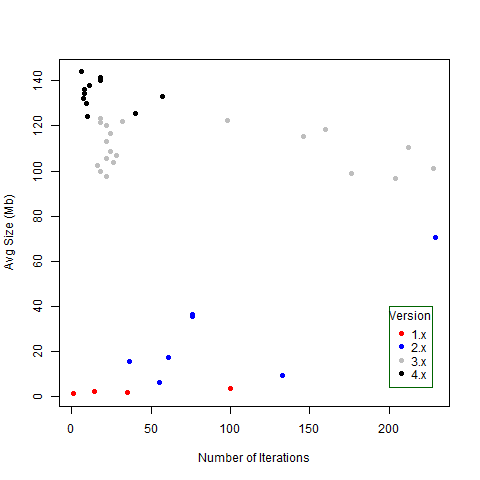 140
120
100
80
60
40
20
0
Avg Size (Mb)
Version
1.x
2.x
3.x
4.x
0 50 100 150 200
Number of Iterations